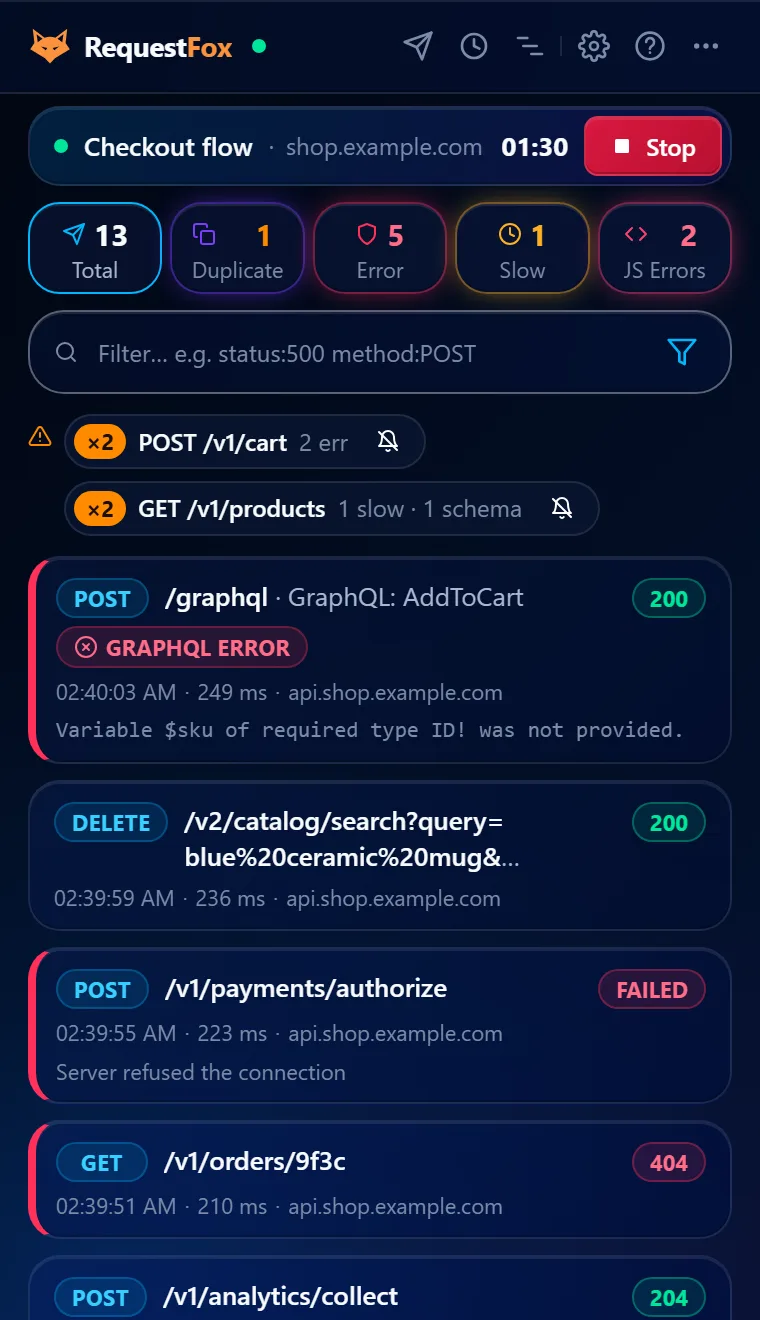 RequestFox
Checkout flow · shop.example.com 01:30 Stop
13 1 5 1 2
Total Duplicate Error Slow JS Errors
Filter... e.g. status:500 method:POST
×2 POST /v1/cart 2 err
×2 GET /v1/products 1 slow · 1 schema
POST /graphql · GraphQL: AddToCart 200
GRAPHQL ERROR
02:40:03 AM · 249 ms · api.shop.example.com
Variable $sku of required type ID! was not provided.
DELETE /v2/catalog/search?query= 200
blue%20ceramic%20mug&...
02:39:59 AM · 236 ms · api.shop.example.com
POST /v1/payments/authorize FAILED
02:39:55 AM · 223 ms · api.shop.example.com
Server refused the connection
GET /v1/orders/9f3c 404
02:39:51 AM · 210 ms · api.shop.example.com
POST /v1/analytics/collect 204